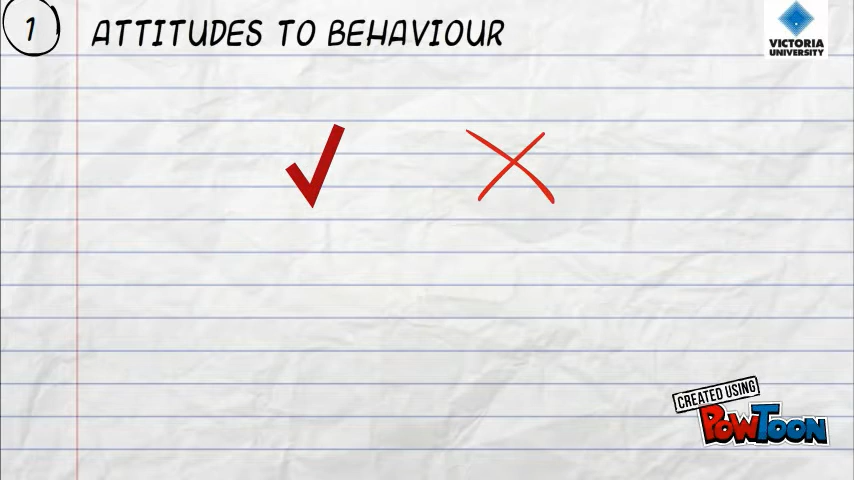 1 ATTITUDES TO BEHAVIOUR
VICTORIA
UNIVERSITY
CREATED USING
POWTOON